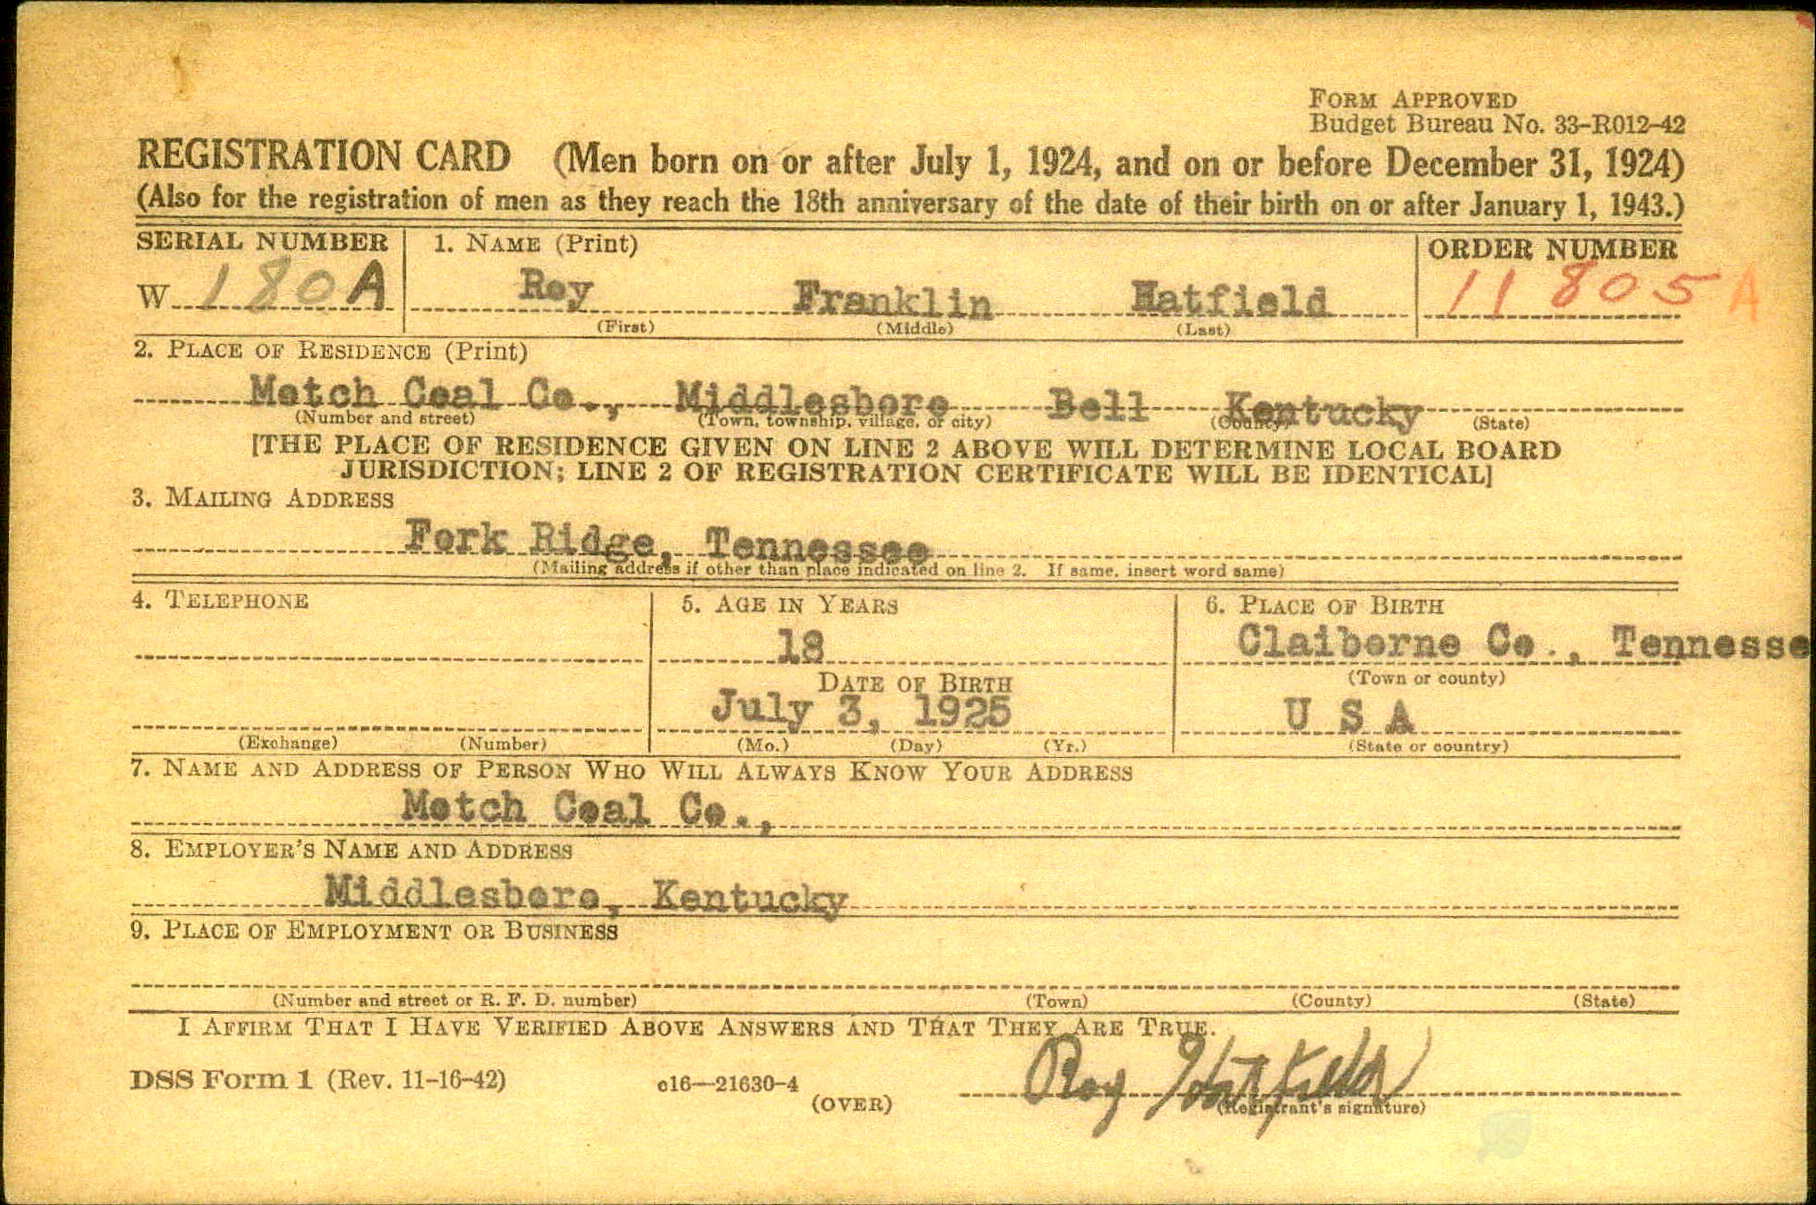 FORM APPROVED
Budget Bureau No. 33-R012-42
REGISTRATION CARD (Men born on or after July 1, 1924, and on or before December 31, 1924)
(Also for the registration of men as they reach the 18th anniversary of the date of their birth on or after January 1, 1943.)
SERIAL NUMBER 1. NAME (Print) ORDER NUMBER
W 180A Roy Franklin Hatfield 11805 A
(First) (Middle) (Last)
2. PLACE OF RESIDENCE (Print)
Motch Coal Co., Middlesboro Bell Kentucky
(Number and street) (Town, township, village, or city) (County) (State)
[THE PLACE OF RESIDENCE GIVEN ON LINE 2 ABOVE WILL DETERMINE LOCAL BOARD
JURISDICTION; LINE 2 OF REGISTRATION CERTIFICATE WILL BE IDENTICAL]
3. MAILING ADDRESS
Fork Ridge, Tennessee
(Mailing address if other than place indicated on line 2. If same, insert word same)
4. TELEPHONE 5. AGE IN YEARS 6. PLACE OF BIRTH
18 Claiborne Co., Tennesse
DATE OF BIRTH (Town or county)
July 3, 1925 U S A
(Exchange) (Number) (Mo.) (Day) (Yr.) (State or country)
7. NAME AND ADDRESS OF PERSON WHO WILL ALWAYS KNOW YOUR ADDRESS
Motch Coal Co.,
8. EMPLOYER'S NAME AND ADDRESS
Middlesboro, Kentucky
9. PLACE OF EMPLOYMENT OR BUSINESS
(Number and street or R. F. D. number) (Town) (County) (State)
I AFFIRM THAT I HAVE VERIFIED ABOVE ANSWERS AND THAT THEY ARE TRUE.
DSS Form 1 (Rev. 11-16-42) c16—21630-4 Roy Hatfield
(OVER) (Registrant's signature)